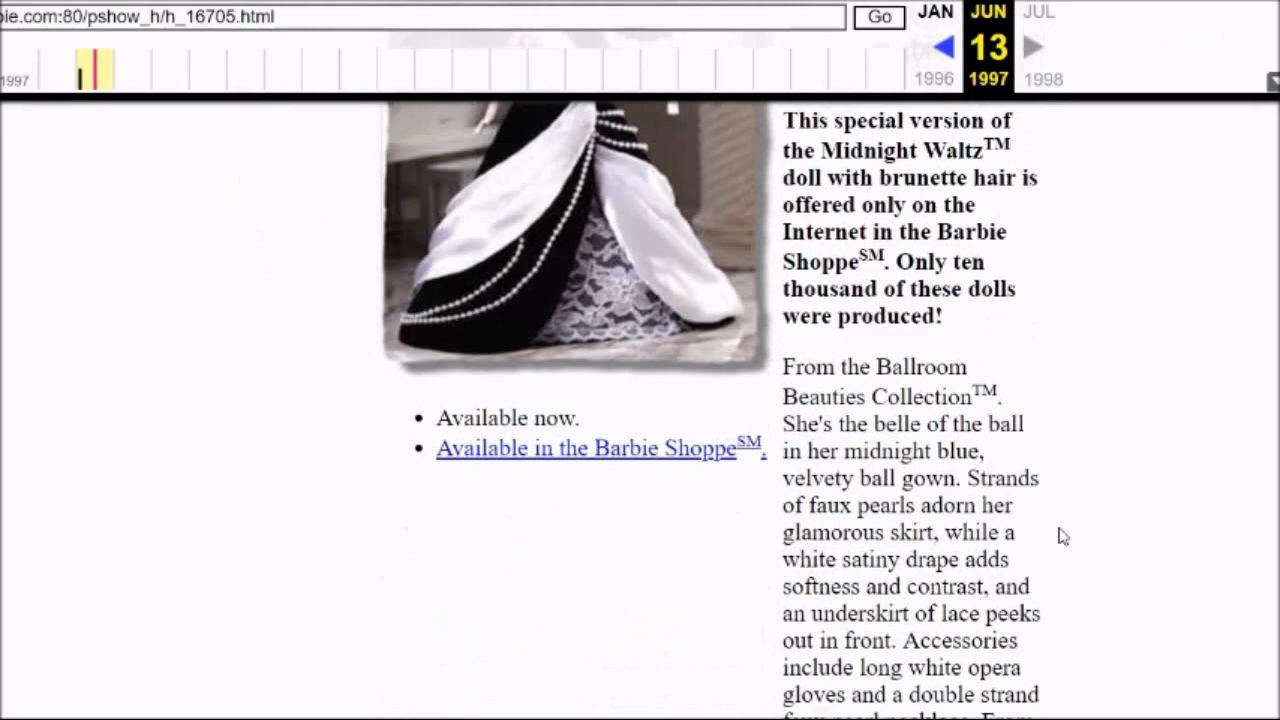 ie.com:80/pshow_h/h_16705.html
Go
JAN JUN JUL
13
1997
1996 1997 1998
This special version of
the Midnight Waltz™
doll with brunette hair is
offered only on the
Internet in the Barbie
Shoppe℠. Only ten
thousand of these dolls
were produced!
From the Ballroom
Beauties Collection™.
She's the belle of the ball
in her midnight blue,
velvety ball gown. Strands
of faux pearls adorn her
glamorous skirt, while a
white satiny drape adds
softness and contrast, and
an underskirt of lace peeks
out in front. Accessories
include long white opera
gloves and a double strand
• Available now.
• Available in the Barbie Shoppe℠.